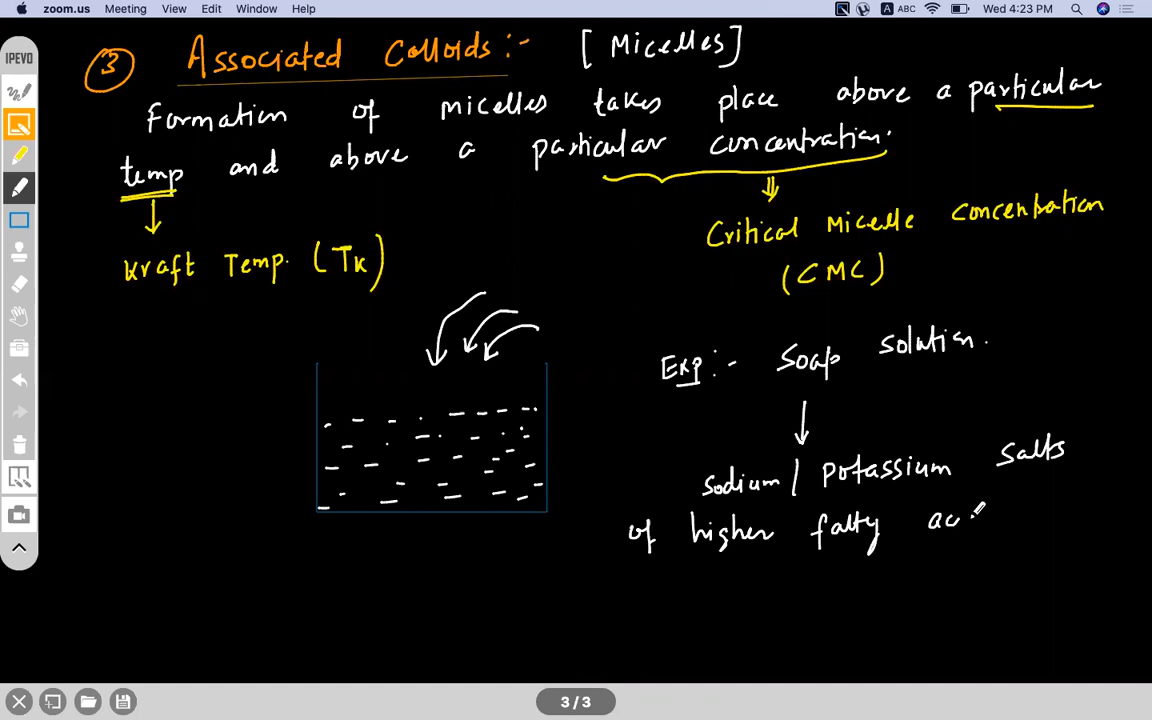 zoom.us Meeting View Edit Window Help ABC Wed 4:23 PM
IPEVO
3 Associated Colloids :- [Micelles]
Formation of micelles takes place above a particular
temp and above a particular concentration.
Critical Micelle concentration
Kraft Temp. (TK)
(CMC)
Exp :- Soap solution.
sodium / potassium salts
of higher fatty ac
3/3